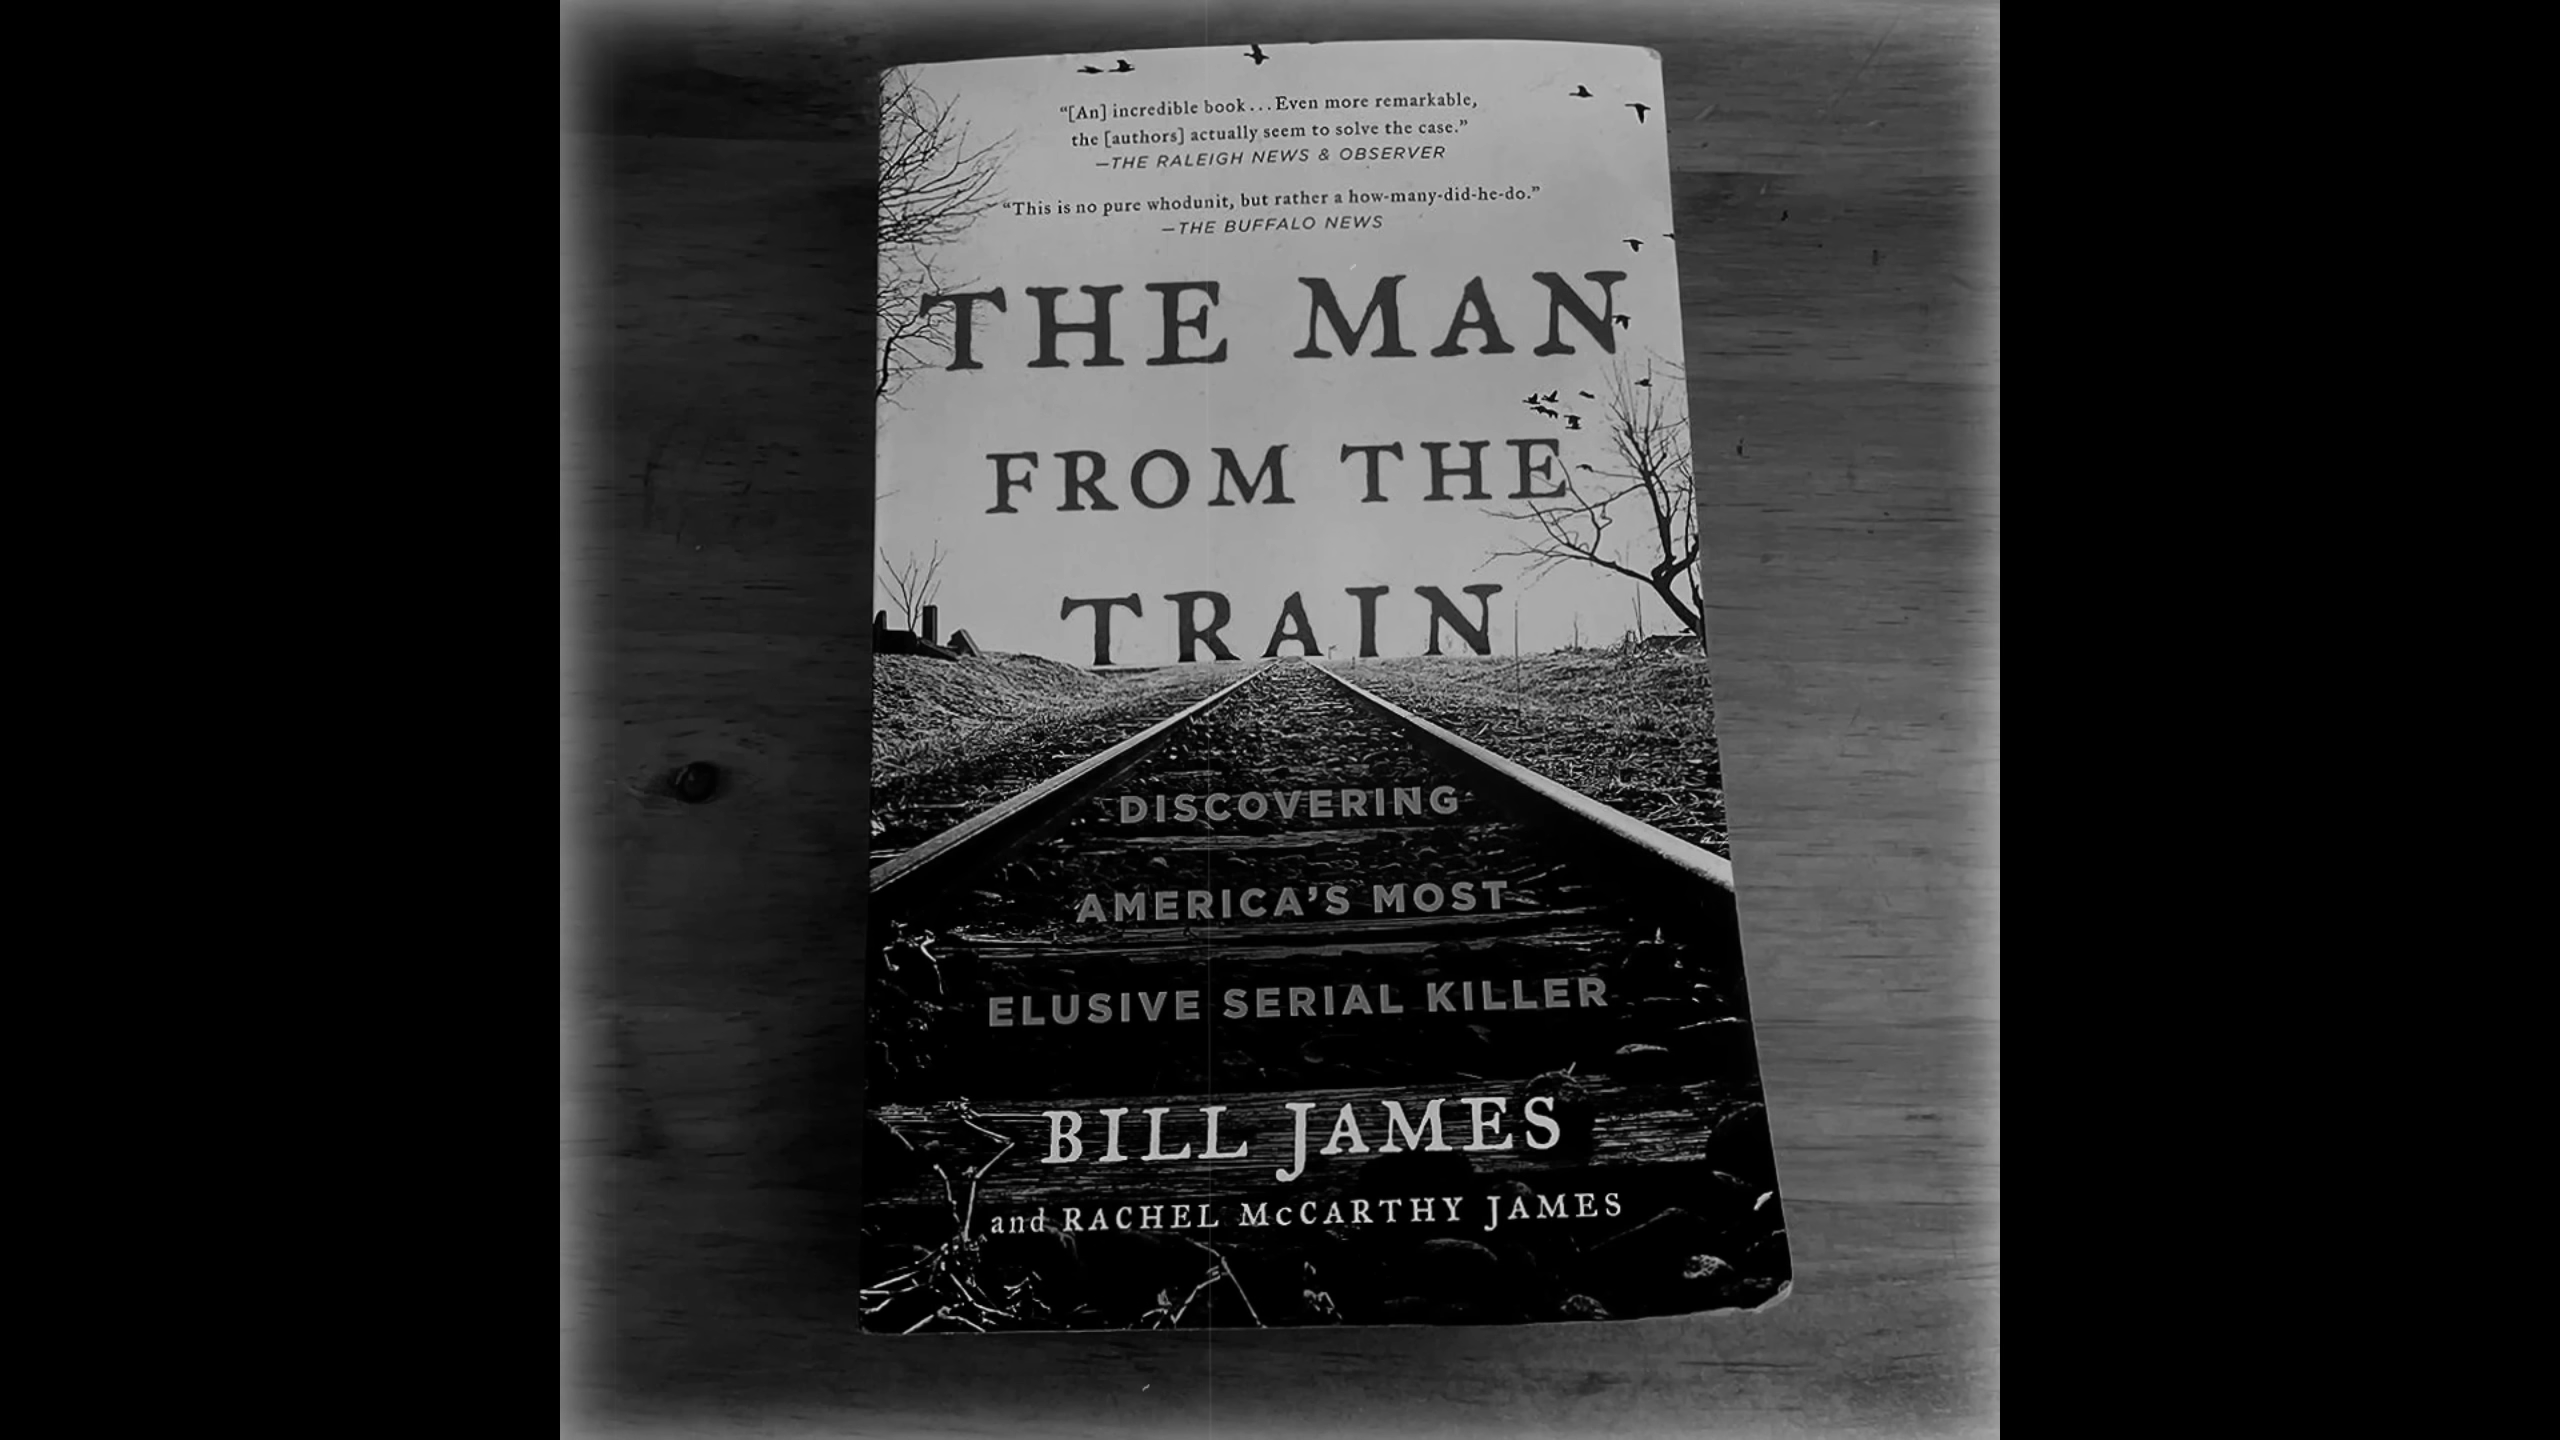 “[An] incredible book...Even more remarkable,
the [authors] actually seem to solve the case.”
—THE RALEIGH NEWS & OBSERVER
“This is no pure whodunit, but rather a how-many-did-he-do.”
—THE BUFFALO NEWS
THE MAN
FROM THE
TRAIN
DISCOVERING
AMERICA’S MOST
ELUSIVE SERIAL KILLER
BILL JAMES
and RACHEL McCARTHY JAMES